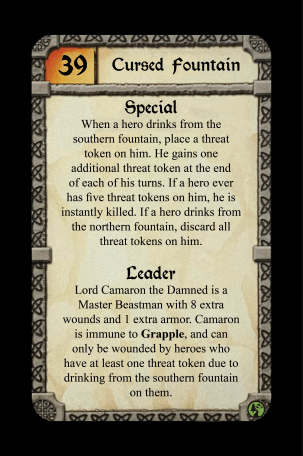 39 Cursed Fountain
Special
When a hero drinks from the
southern fountain, place a threat
token on him. He gains one
additional threat token at the end
of each of his turns. If a hero ever
has five threat tokens on him, he is
instantly killed. If a hero drinks from
the northern fountain, discard all
threat tokens on him.
Leader
Lord Camaron the Damned is a
Master Beastman with 8 extra
wounds and 1 extra armor. Camaron
is immune to Grapple, and can
only be wounded by heroes who
have at least one threat token due to
drinking from the southern fountain
on them.